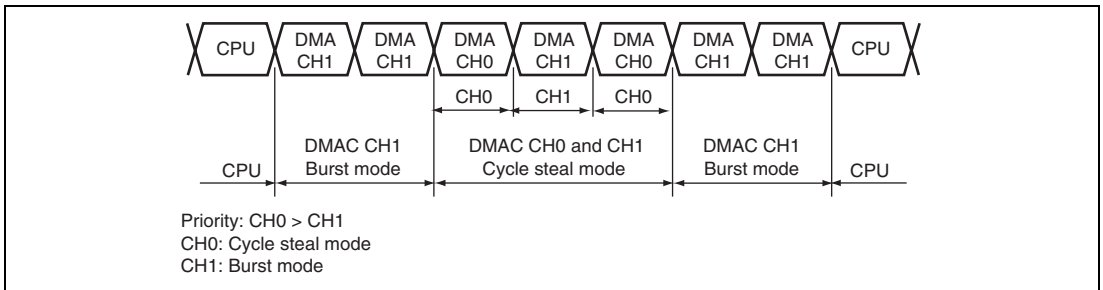 CPU DMA DMA DMA DMA DMA DMA DMA CPU
CH1 CH1 CH0 CH1 CH0 CH1 CH1
CH0 CH1 CH0
DMAC CH1 DMAC CH0 and CH1 DMAC CH1
CPU Burst mode Cycle steal mode Burst mode CPU
Priority: CH0 > CH1
CH0: Cycle steal mode
CH1: Burst mode